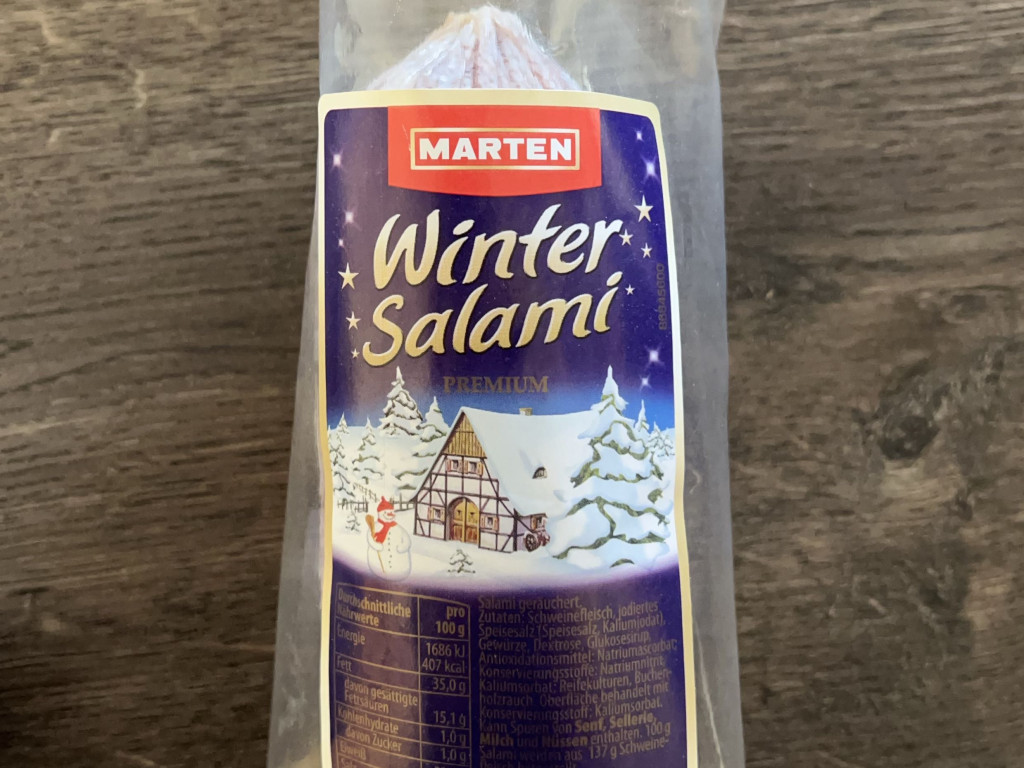 MARTEN
Winter
Salami
PREMIUM
Durchschnittliche Nährwerte pro 100 g
Energie 1686 kJ
407 kcal
Fett 35,0 g
davon gesättigte
Fettsäuren 15,1 g
Kohlenhydrate 1,0 g
davon Zucker 1,0 g
Eiweiß
Salami geräuchert.
Zutaten: Schweinefleisch, jodiertes
Speisesalz (Speisesalz, Kaliumjodat),
Gewürze, Dextrose, Glukosesirup,
Antioxidationsmittel: Natriumascorbat;
Konservierungsstoffe: Natriumnitrit,
Kaliumsorbat; Reifekulturen, Buchen-
holzrauch. Oberfläche behandelt mit
Konservierungsstoff: Kaliumsorbat.
Kann Spuren von Senf, Sellerie,
Milch und Nüssen enthalten. 100 g
Salami werden aus 137 g Schweine-